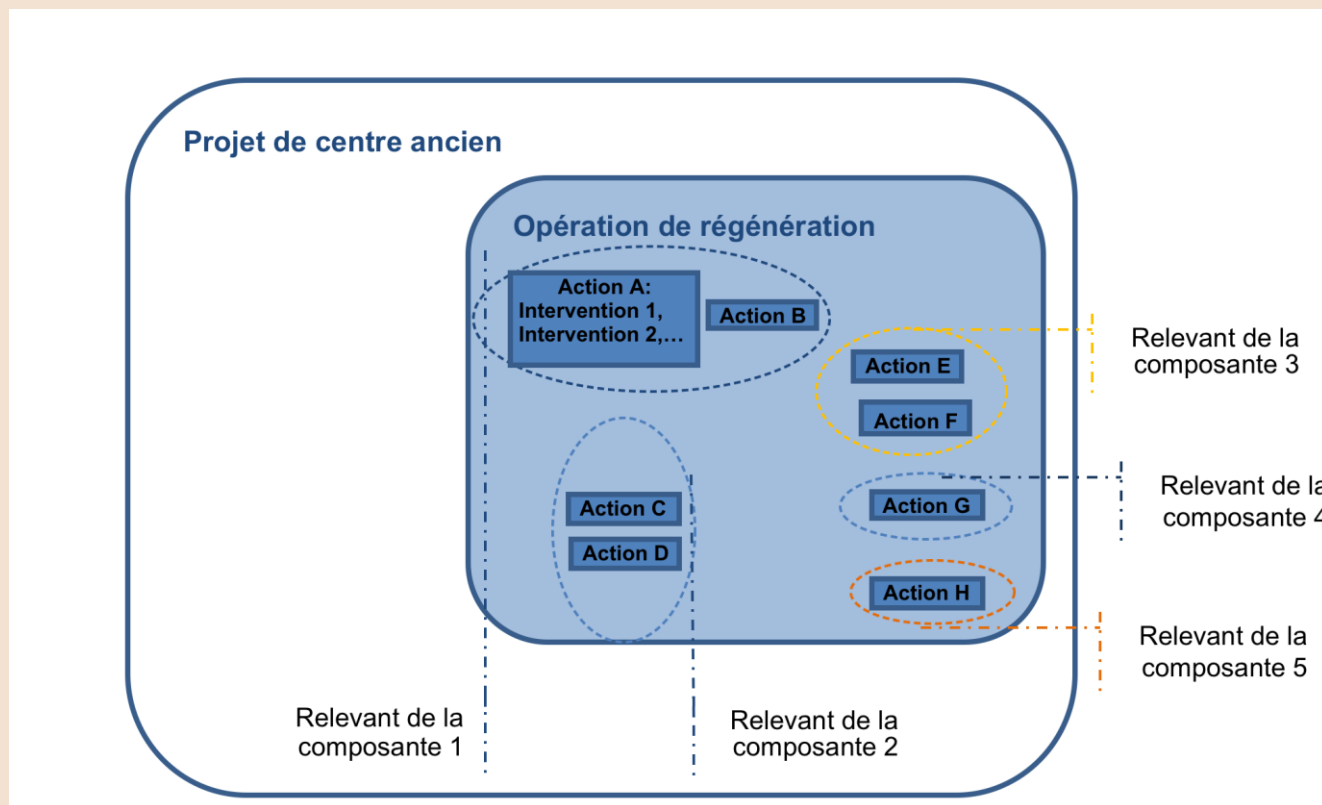 Projet de centre ancien
Opération de régénération
Action A:
Intervention 1,
Intervention 2,...
Action B
Action E
Action F
Relevant de la
composante 3
Action C
Action D
Action G
Relevant de la
composante 4
Action H
Relevant de la
composante 5
Relevant de la
composante 1
Relevant de la
composante 2